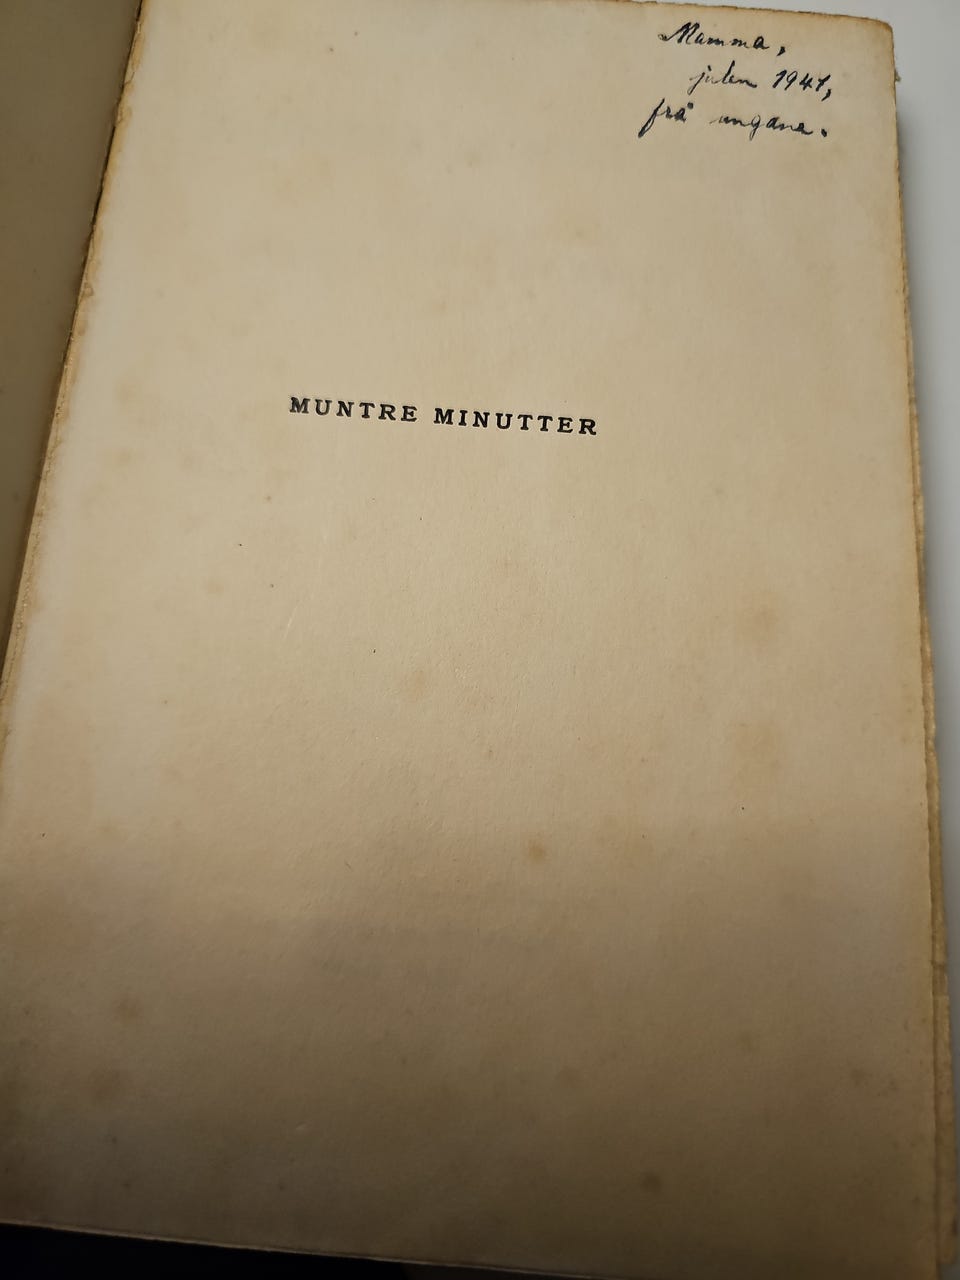 Mamma,
julen 1941,
frå ungana.
MUNTRE MINUTTER